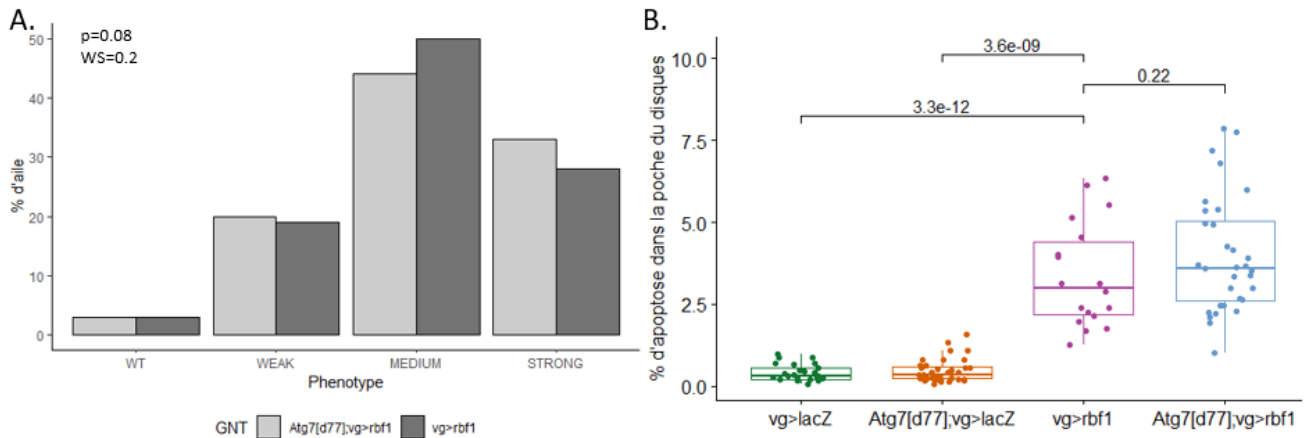 A.
p=0.08
WS=0.2
50
40
30
20
10
0
% d'aile
WT WEAK MEDIUM STRONG
Phenotype
GNT Atg7[d77];vg>rbf1 vg>rbf1
B.
3.6e-09
0.22
3.3e-12
10.0
7.5
5.0
2.5
0.0
% d'apoptose dans la poche du disques
vg>lacZ Atg7[d77];vg>lacZ vg>rbf1 Atg7[d77];vg>rbf1